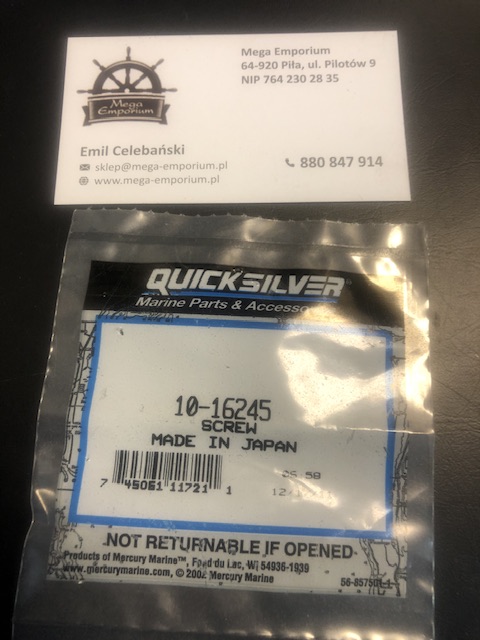 Mega Emporium
64-920 Piła, ul. Pilotów 9
NIP 764 230 28 35
Mega
Emporium
Emil Celebański
sklep@mega-emporium.pl
www.mega-emporium.pl
880 847 914
QUICKSILVER
Marine Parts &
10-16245
SCREW
MADE IN JAPAN
7 45061 11721 1
NOT RETURNABLE IF OPENED
Products of Mercury Marine™, Fond du Lac, WI 54936-1939
www.mercurymarine.com, © 2002 Mercury Marine